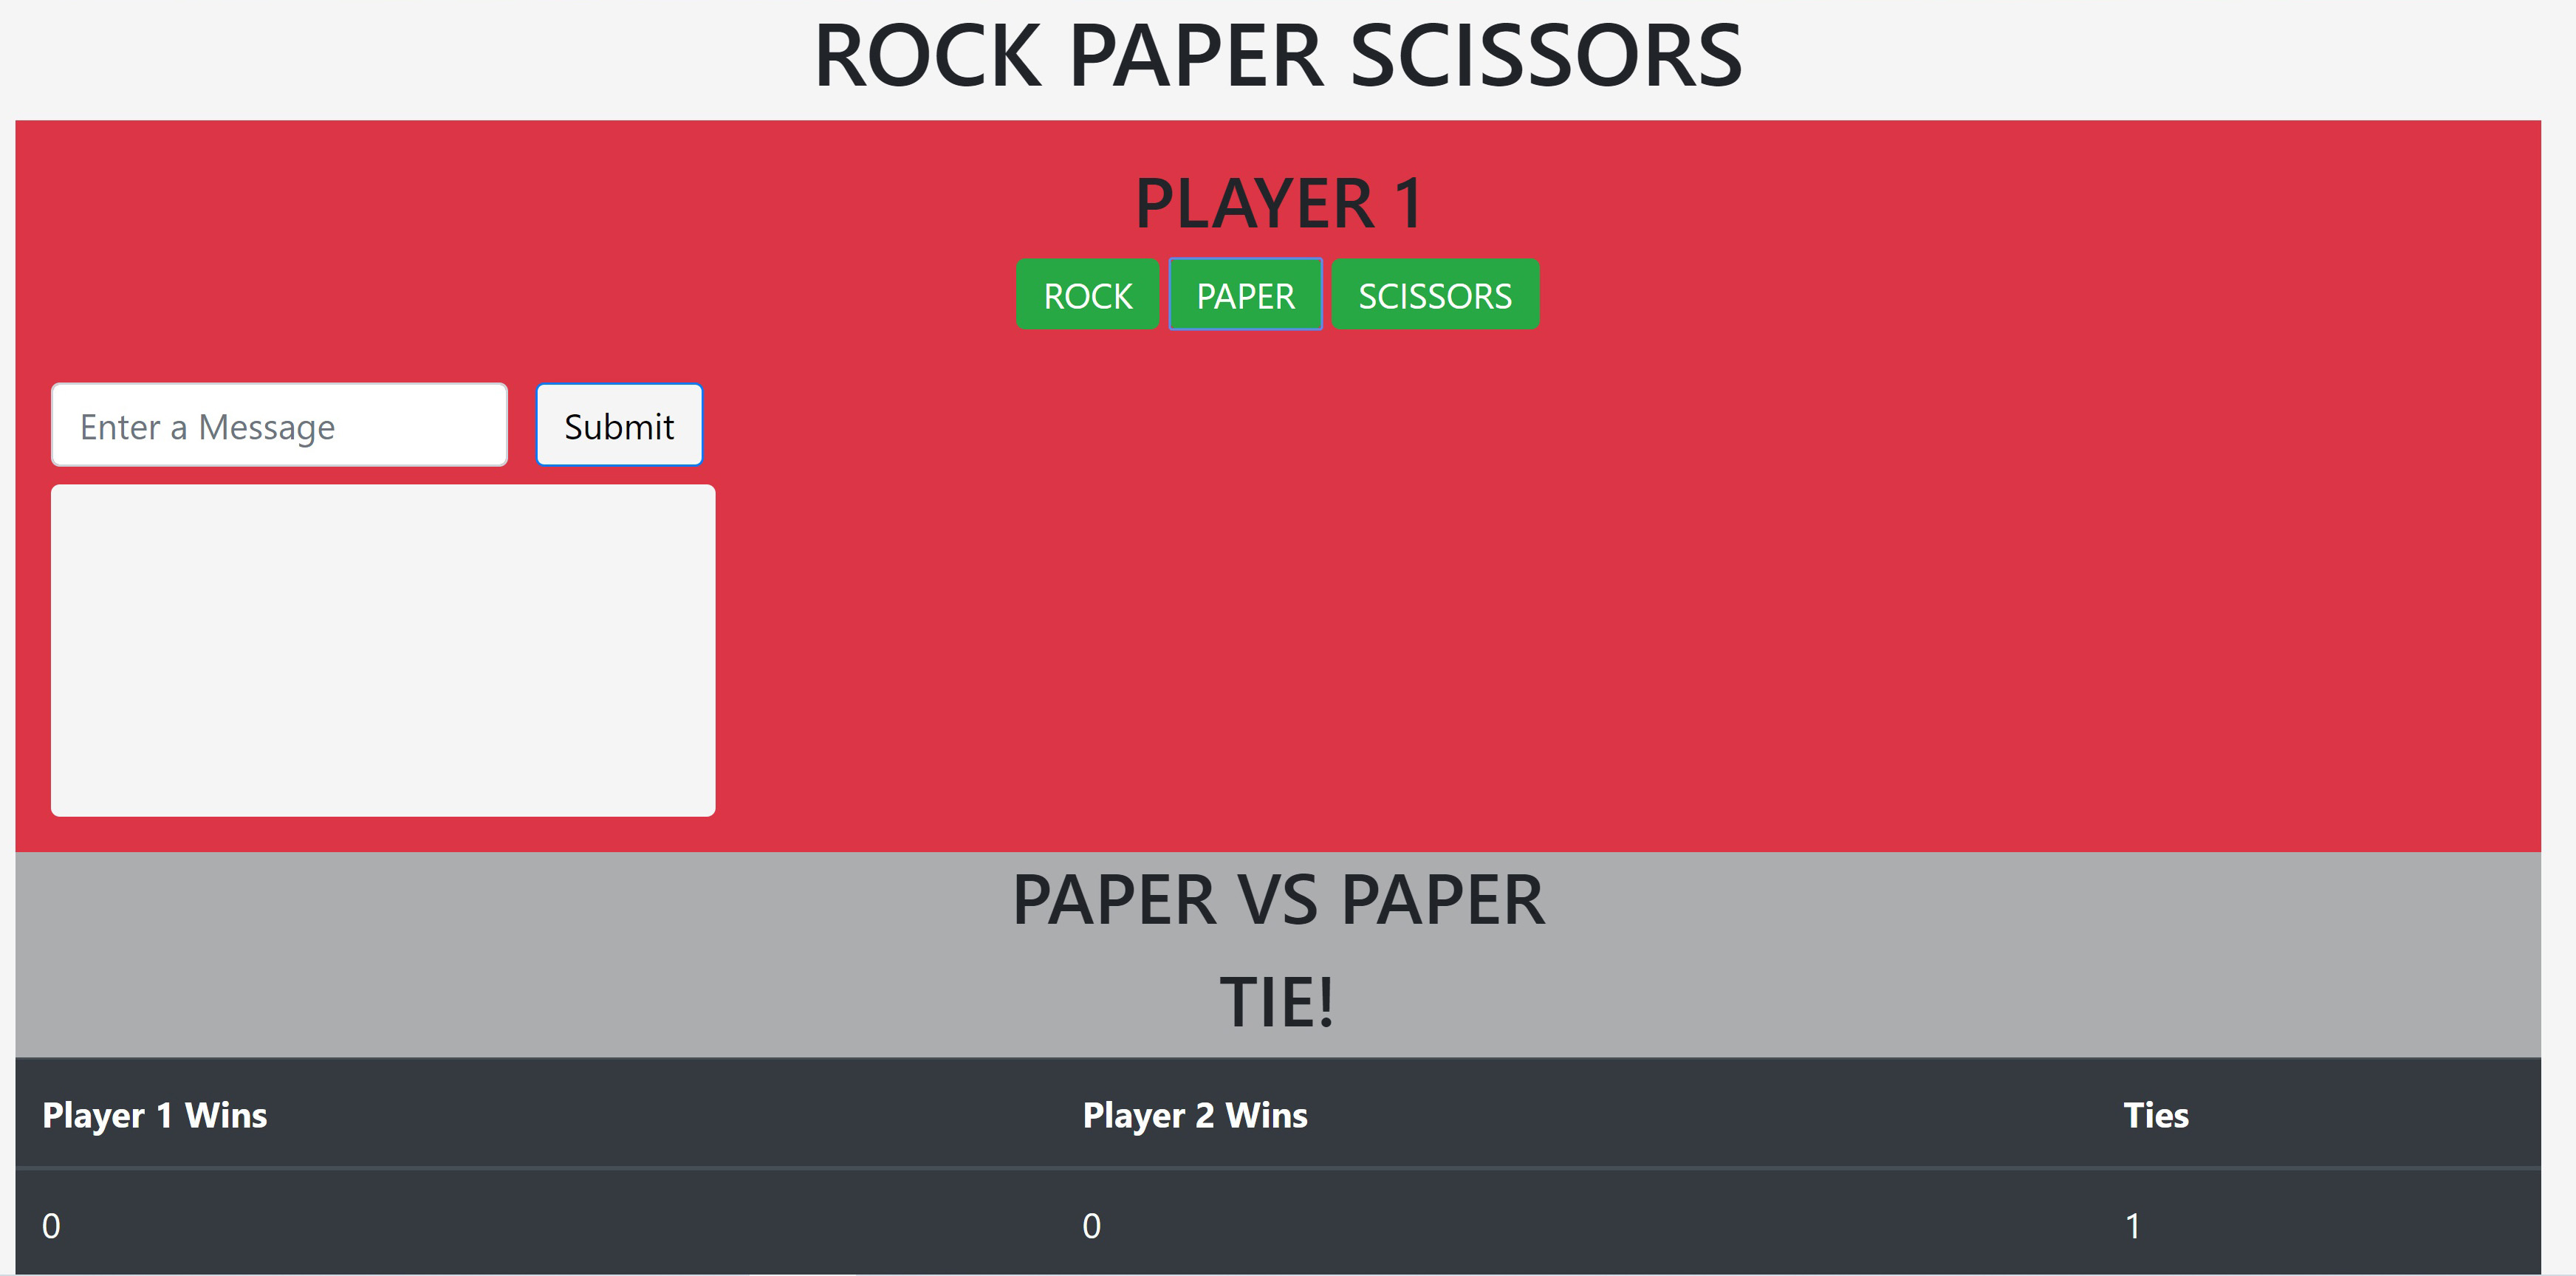 ROCK PAPER SCISSORS
PLAYER 1
ROCK PAPER SCISSORS
Enter a Message Submit
PAPER VS PAPER
TIE!
Player 1 Wins Player 2 Wins Ties
0 0 1